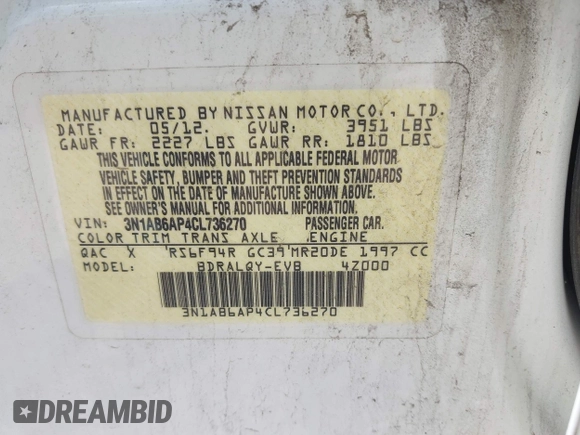 MANUFACTURED BY NISSAN MOTOR CO., LTD.
DATE: 05/12. GVWR: 3951 LBS
GAWR FR: 2227 LBS GAWR RR: 1810 LBS
THIS VEHICLE CONFORMS TO ALL APPLICABLE FEDERAL MOTOR
VEHICLE SAFETY, BUMPER AND THEFT PREVENTION STANDARDS
IN EFFECT ON THE DATE OF MANUFACTURE SHOWN ABOVE.
SEE OWNER'S MANUAL FOR ADDITIONAL INFORMATION.
VIN: 3N1AB6AP4CL736270 PASSENGER CAR.
COLOR TRIM TRANS AXLE ENGINE
QAC X 'RS6F94R GC39'MR20DE 1997 CC
MODEL: BDRALQY-EVB 4Z000
3N1AB6AP4CL736270
DREAMBID